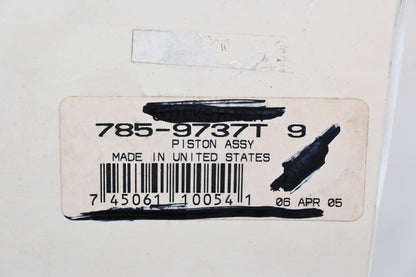 785-9737T 9
PISTON ASSY
MADE IN UNITED STATES
7 45061 10054 1
06 APR 05